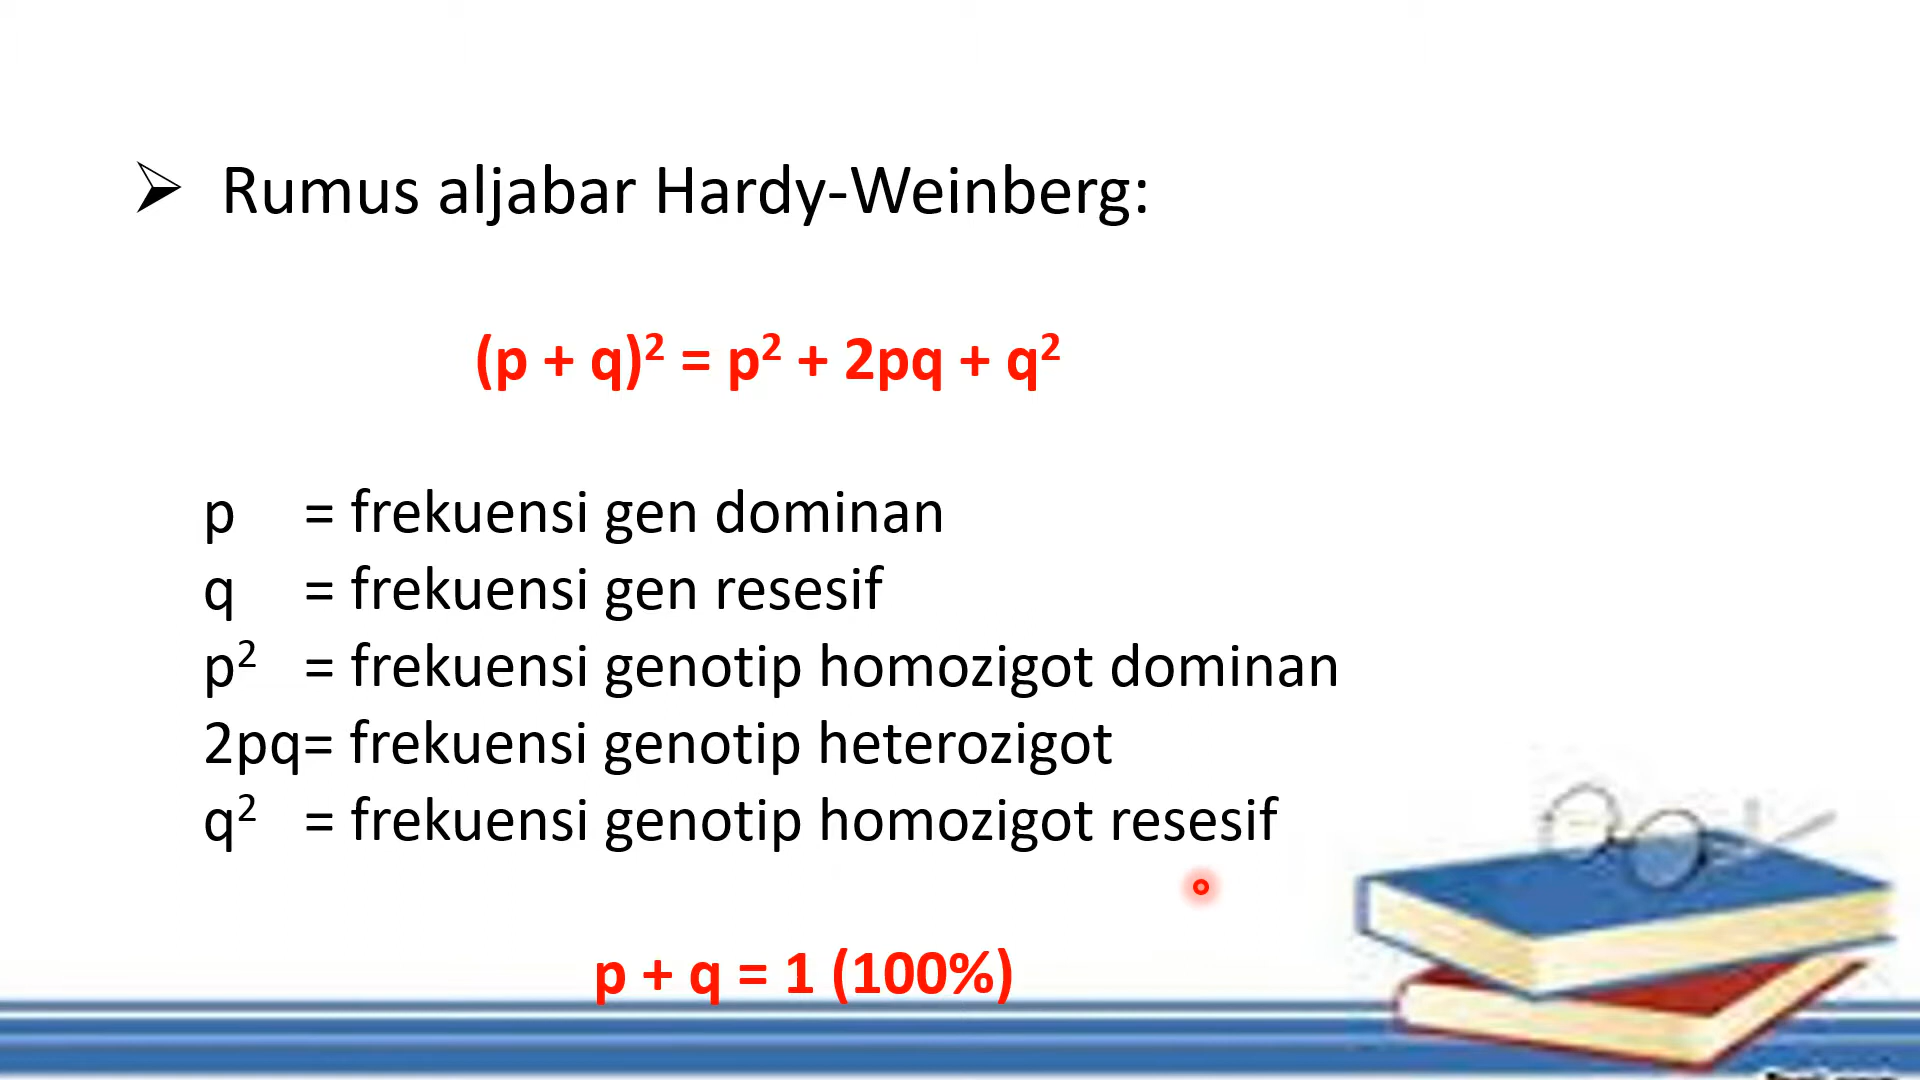 Rumus aljabar Hardy-Weinberg:
(p + q)² = p² + 2pq + q²
p = frekuensi gen dominan
q = frekuensi gen resesif
p² = frekuensi genotip homozigot dominan
2pq= frekuensi genotip heterozigot
q² = frekuensi genotip homozigot resesif
p + q = 1 (100%)